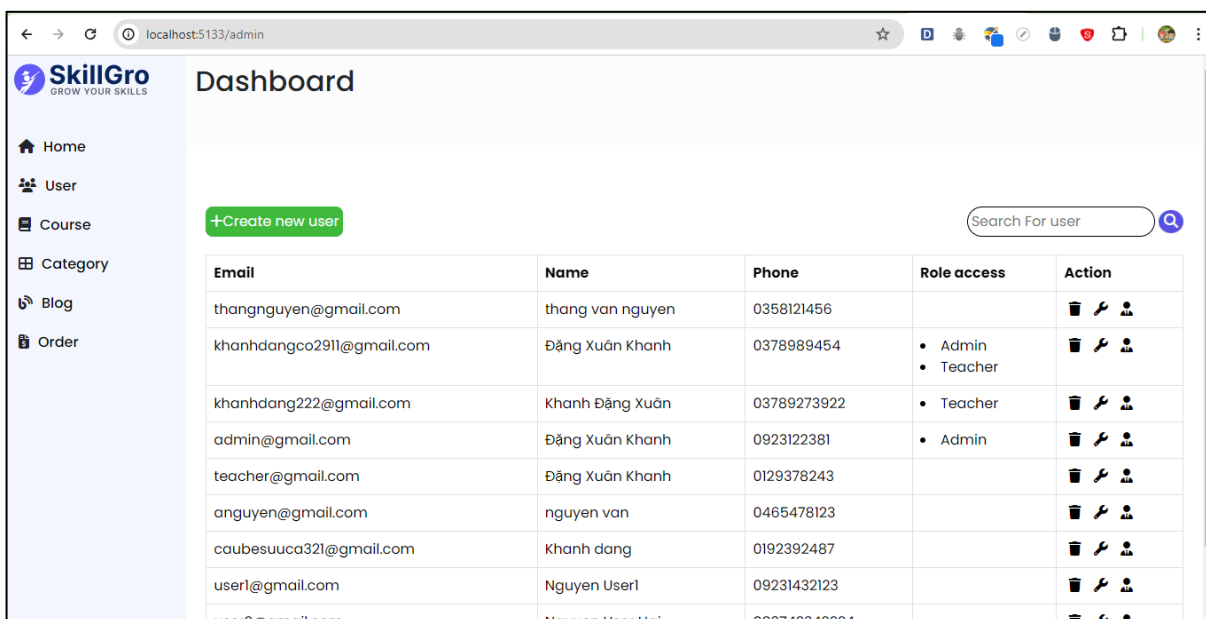 localhost:5133/admin
SkillGro
GROW YOUR SKILLS
Dashboard
Home
User
Course
Category
Blog
Order
+Create new user
Search For user
Email Name Phone Role access Action
thangnguyen@gmail.com thang van nguyen 0358121456
khanhdangco2911@gmail.com Đặng Xuân Khanh 0378989454 • Admin
• Teacher
khanhdang222@gmail.com Khanh Đặng Xuân 03789273922 • Teacher
admin@gmail.com Đặng Xuân Khanh 0923122381 • Admin
teacher@gmail.com Đặng Xuân Khanh 0129378243
anguyen@gmail.com nguyen van 0465478123
caubesuuca321@gmail.com Khanh dang 0192392487
user1@gmail.com Nguyen User1 09231432123